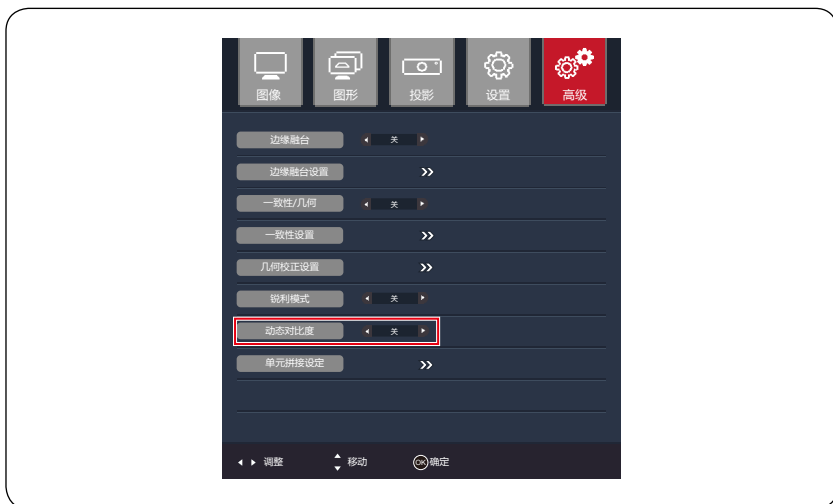 图像 图形 投影 设置 高级
边缘融台 关
边缘融台设置
一致性/几何 关
一致性设置
几何校正设置
锐利模式 关
动态对比度 关
单元拼接设定
调整 移动 OK 确定